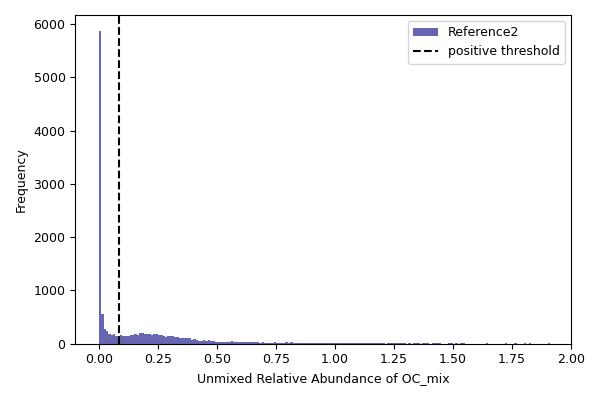 Reference2
positive threshold
6000
5000
4000
3000
2000
1000
0
Frequency
0.00 0.25 0.50 0.75 1.00 1.25 1.50 1.75 2.00
Unmixed Relative Abundance of OC_mix